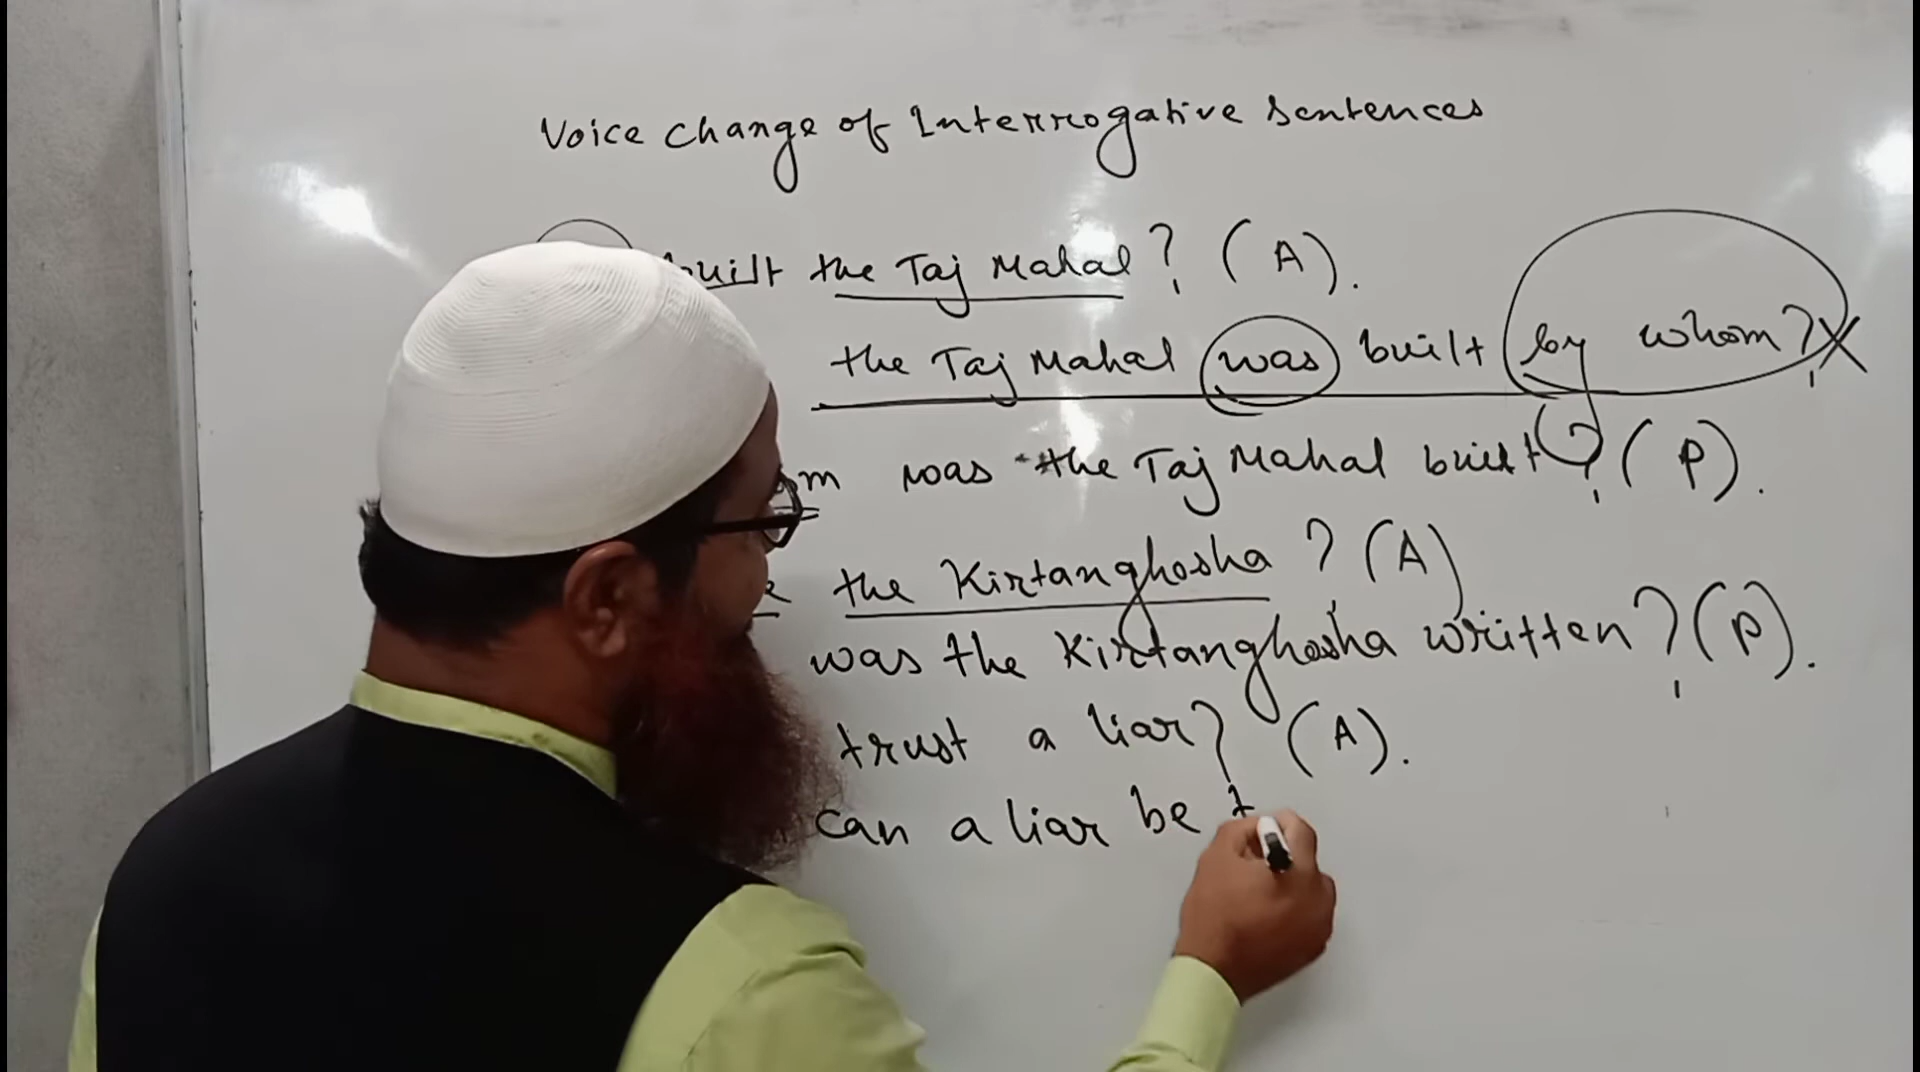 Voice change of Interrogative Sentences
built the Taj Mahal? (A).
the Taj Mahal was built by whom? X
was the Taj Mahal built? (P).
the Kirtanghosha? (A)
was the Kirtanghosha written? (P).
trust a liar? (A).
can a liar be t